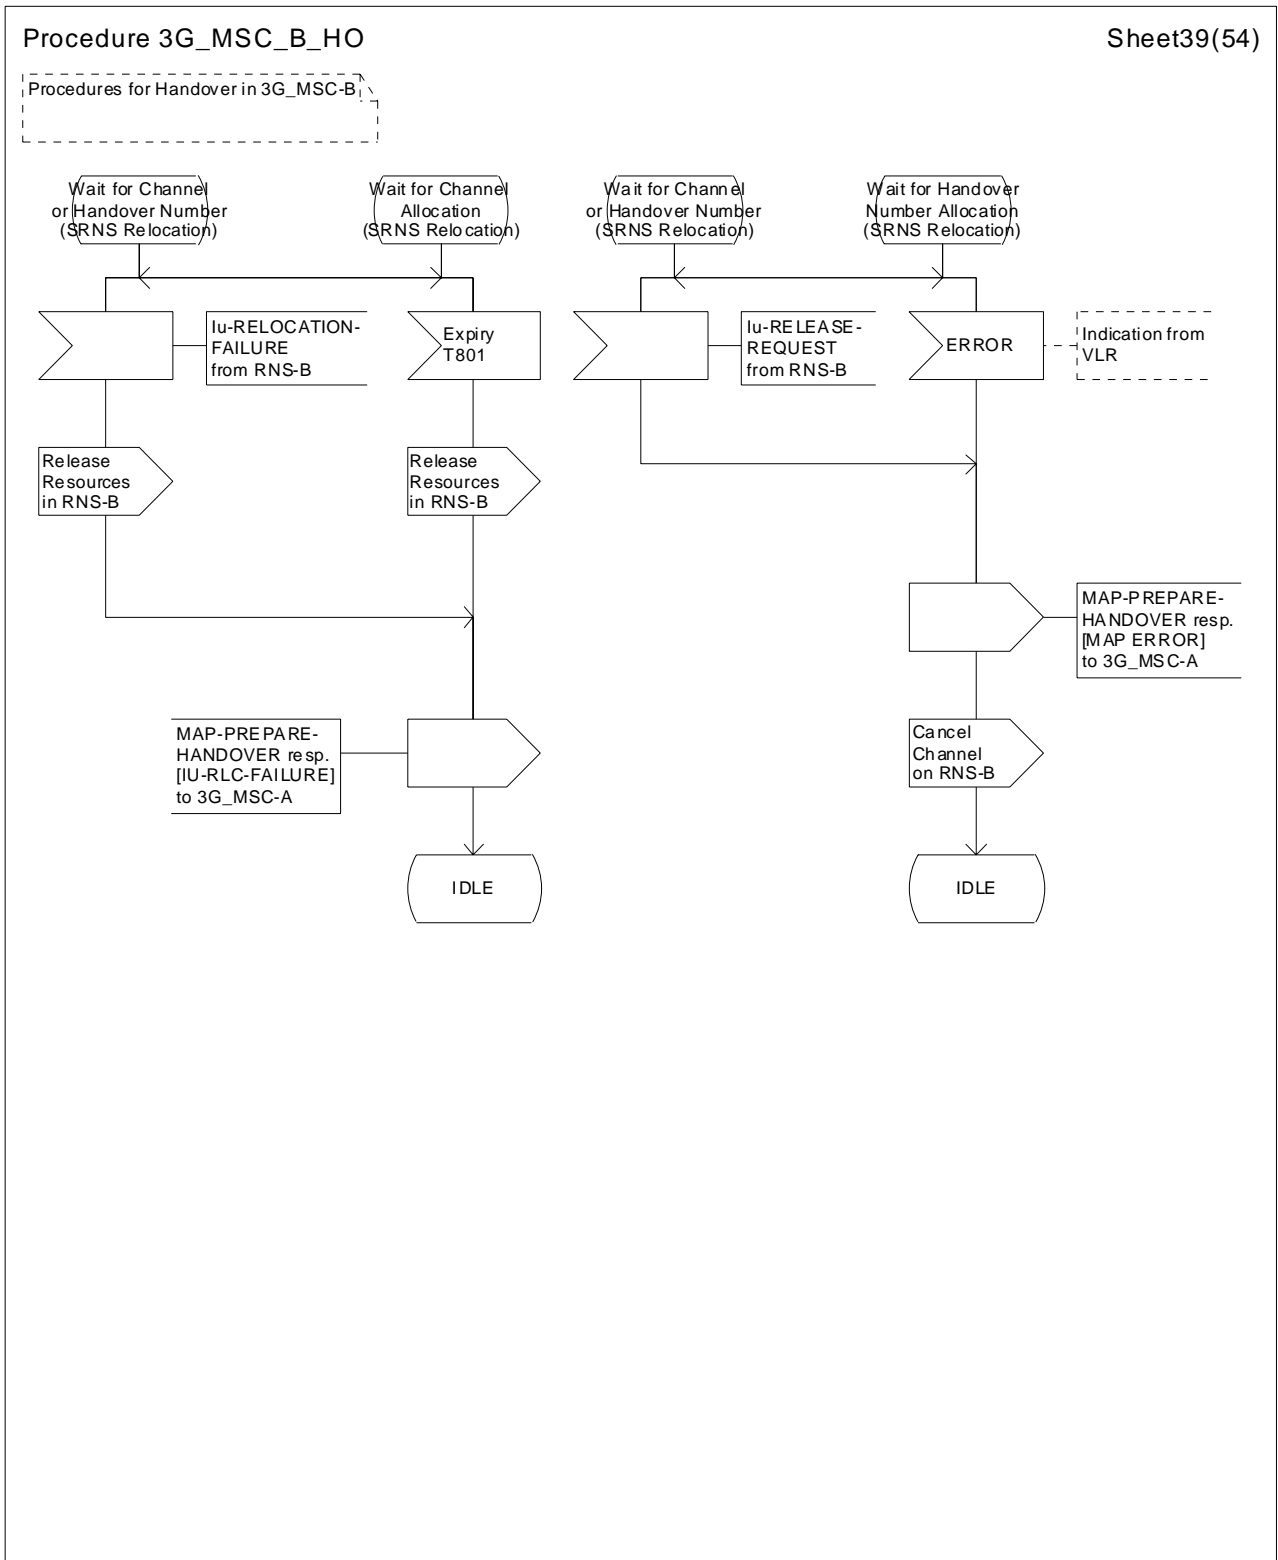 Procedure 3G_MSC_B_HO
Sheet39(54)
Procedures for Handover in 3G_MSC-B
Wait for Channel
or Handover Number
(SRNS Relocation)
Wait for Channel
Allocation
(SRNS Relocation)
Wait for Channel
or Handover Number
(SRNS Relocation)
Wait for Handover
Number Allocation
(SRNS Relocation)
Iu-RELOCATION-
FAILURE
from RNS-B
Expiry
T801
Iu-RELEASE-
REQUEST
from RNS-B
ERROR
Indication from
VLR
Release
Resources
in RNS-B
Release
Resources
in RNS-B
MAP-PREPARE-
HANDOVER resp.
[MAP ERROR]
to 3G_MSC-A
MAP-PREPARE-
HANDOVER resp.
[IU-RLC-FAILURE]
to 3G_MSC-A
Cancel
Channel
on RNS-B
IDLE
IDLE